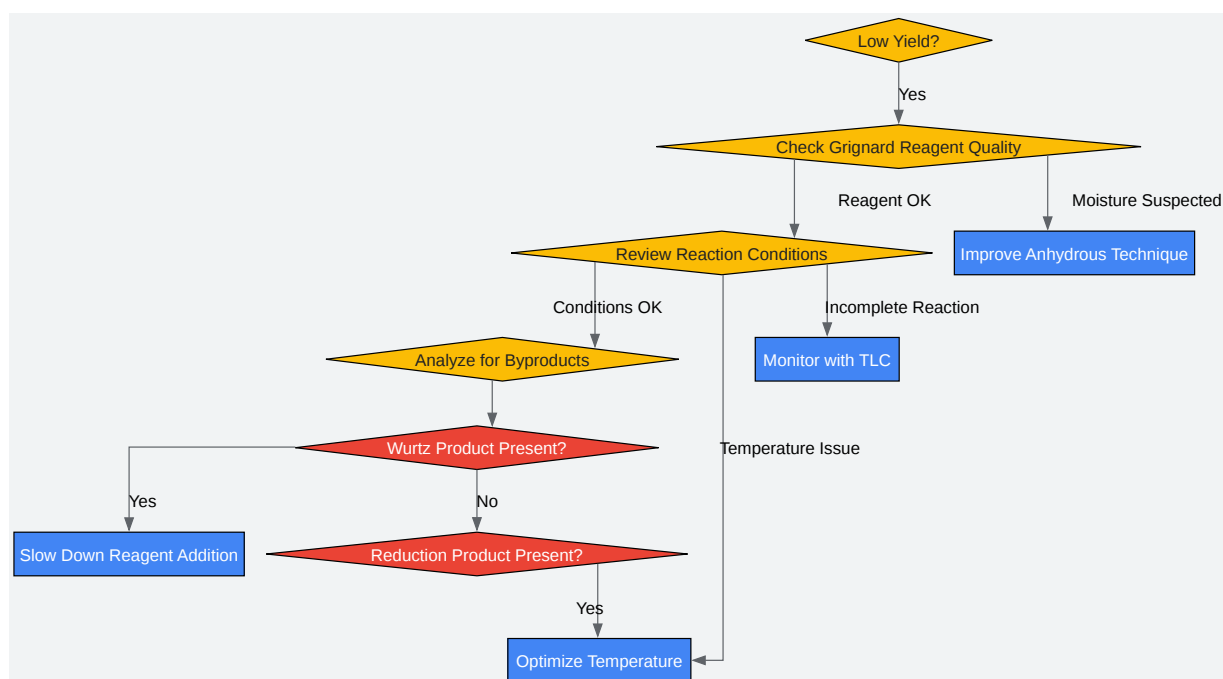 Low Yield?
Yes
Check Grignard Reagent Quality
Reagent OK
Moisture Suspected
Review Reaction Conditions
Improve Anhydrous Technique
Conditions OK
Incomplete Reaction
Analyze for Byproducts
Monitor with TLC
Wurtz Product Present?
Temperature Issue
Yes
No
Slow Down Reagent Addition
Reduction Product Present?
Yes
Optimize Temperature